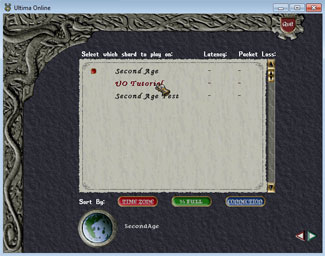 Ultima Online
Quit
Select which shard to play on: Latency: Packet Loss:
Second Age - -
UO Tutorial - -
Second Age Test - -
Sort By: TIME ZONE % FULL CONNECTION
SecondAge